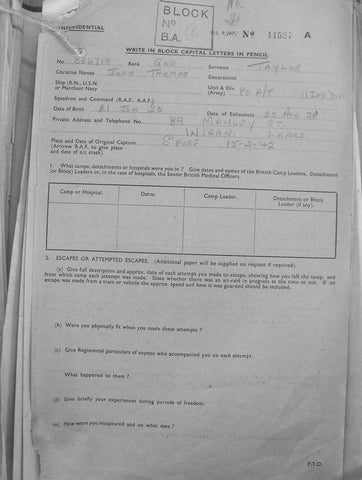 CONFIDENTIAL
BLOCK
Nº 66
B.A.
Nº 11557 A
WRITE IN BLOCK CAPITAL LETTERS IN PENCIL
No. Rank GNR Surname TAYLOR
Christian Names JOHN THOMAS Decorations
Ship (R.N., U.S.N. or Merchant Navy) Unit & Div. (Army) 80 A/T 11 IND DIV
Squadron and Command (R.A.F., A.A.F.)
Date of Birth 21 JAN 20 Date of Enlistment
Private Address and Telephone No. 89 MANLEY ST
WIGAN LANCS
Place and Date of Original Capture S'PORE 15-2-42
(Aircrew R.A.F. to give place
and date of a/c crash).
1. What camps, detachments or hospitals were you in ? Give dates and names of the British Camp Leaders, Detachment
(or Block) Leaders or, in the case of hospitals, the Senior British Medical Officers.
Camp or Hospital. Dates. Camp Leader. Detachment or Block Leader (if any).
2. ESCAPES OR ATTEMPTED ESCAPES. (Additional paper will be supplied on request if required).
(a) Give full description and approx. date of each attempt you made to escape, showing how you left the camp, and
from which camp each attempt was made. State whether there was an air-raid in progress at the time or not. If an
escape was made from a train or vehicle the approx. speed and how it was guarded should be included.
(b) Were you physically fit when you made these attempts ?
(c) Give Regimental particulars of anyone who accompanied you on each attempt.
What happened to them ?
(d) Give briefly your experiences during periods of freedom.
(e) How were you recaptured and on what date ?
P.T.O.